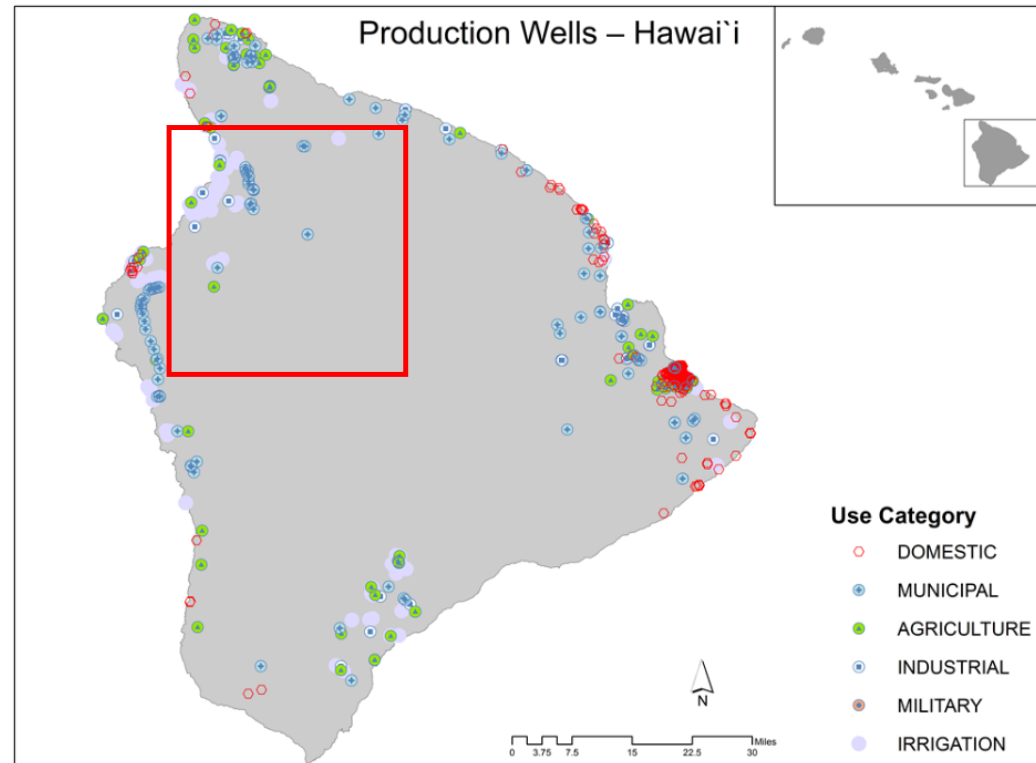 Production Wells – Hawai`i
Use Category
DOMESTIC
MUNICIPAL
AGRICULTURE
INDUSTRIAL
MILITARY
IRRIGATION
N
Miles
0 3.75 7.5 15 22.5 30